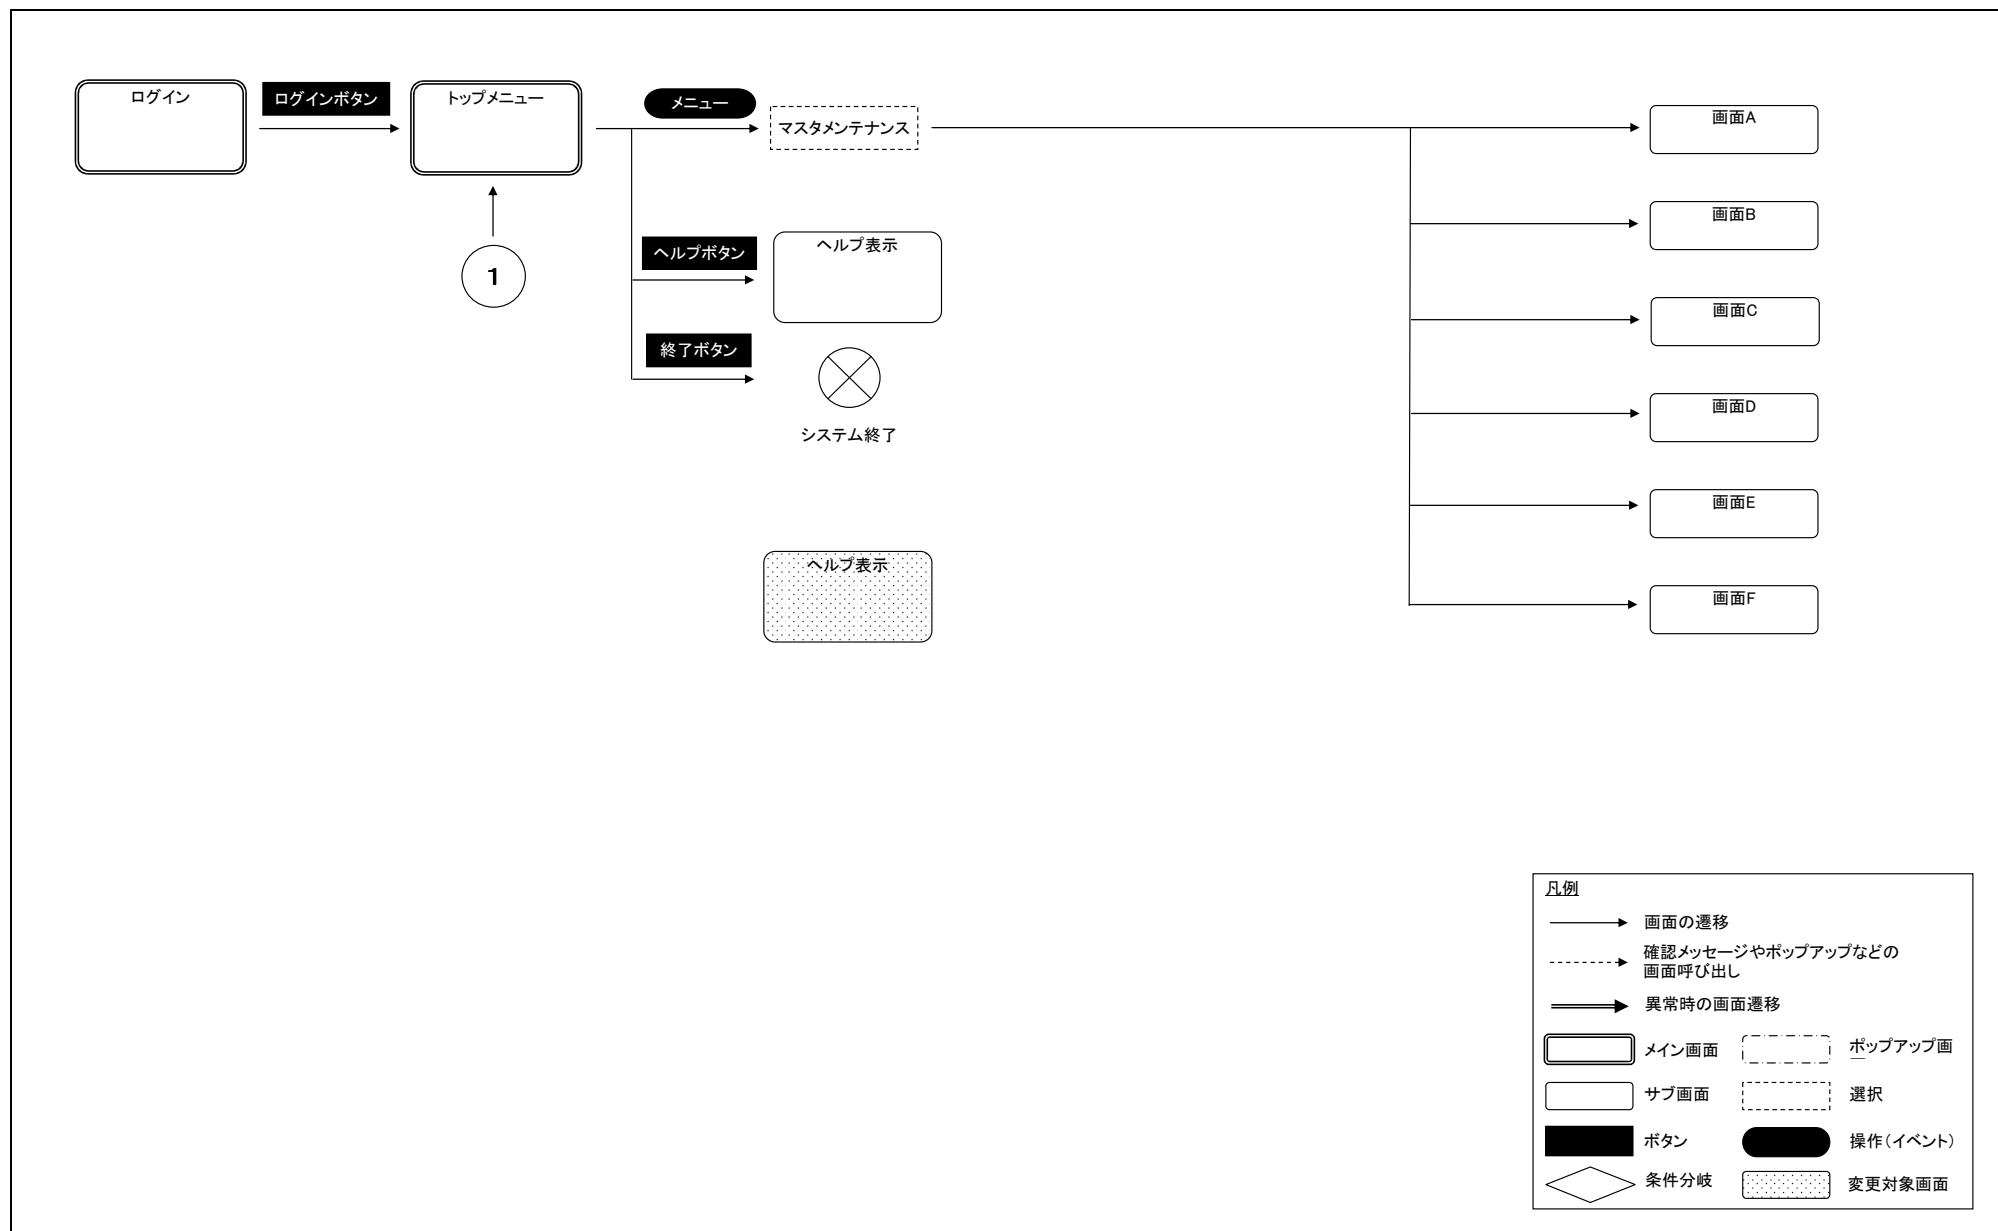 ログイン
ログインボタン
トップメニュー
メニュー
マスタメンテナンス
画面A
画面B
ヘルプボタン
ヘルプ表示
1
画面C
終了ボタン
システム終了
画面D
画面E
ヘルプ表示
画面F
凡例
画面の遷移
確認メッセージやポップアップなどの
画面呼び出し
異常時の画面遷移
メイン画面
ポップアップ画
サブ画面
選択
ボタン
操作(イベント)
条件分岐
変更対象画面